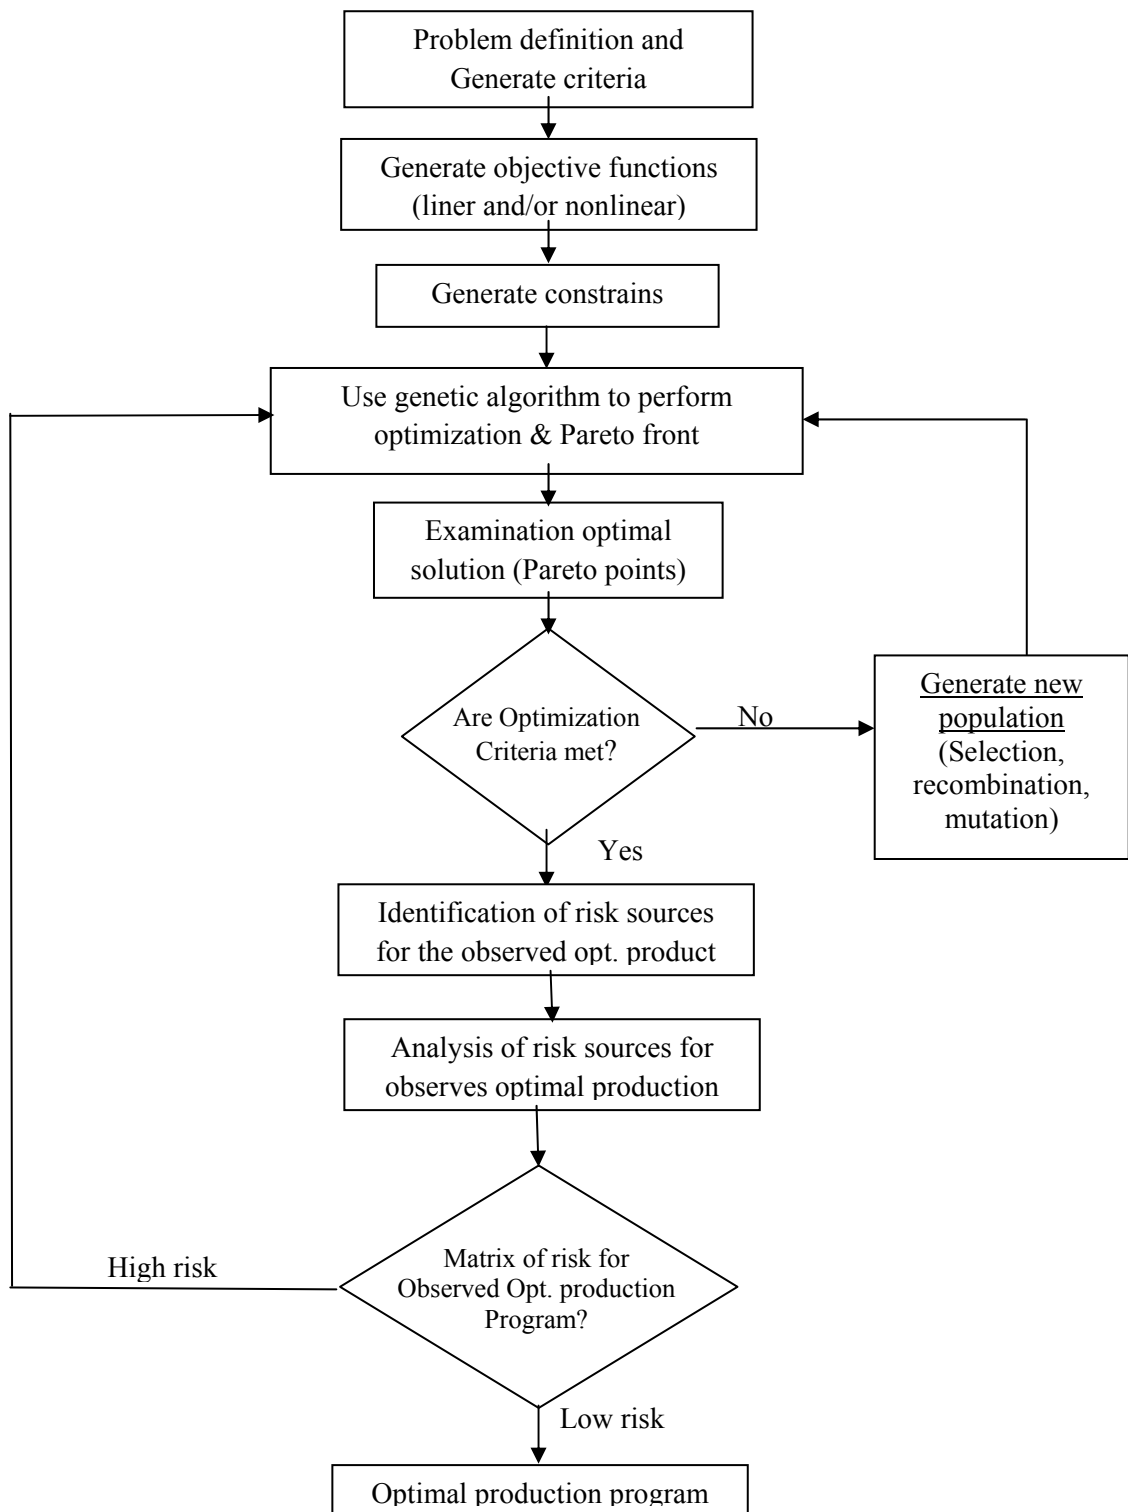 Problem definition and
Generate criteria
Generate objective functions
(liner and/or nonlinear)
Generate constrains
Use genetic algorithm to perform
optimization & Pareto front
Examination optimal
solution (Pareto points)
Are Optimization
Criteria met?
No
Generate new
population
(Selection,
recombination,
mutation)
Yes
Identification of risk sources
for the observed opt. product
Analysis of risk sources for
observes optimal production
Matrix of risk for
Observed Opt. production
Program?
High risk
Low risk
Optimal production program